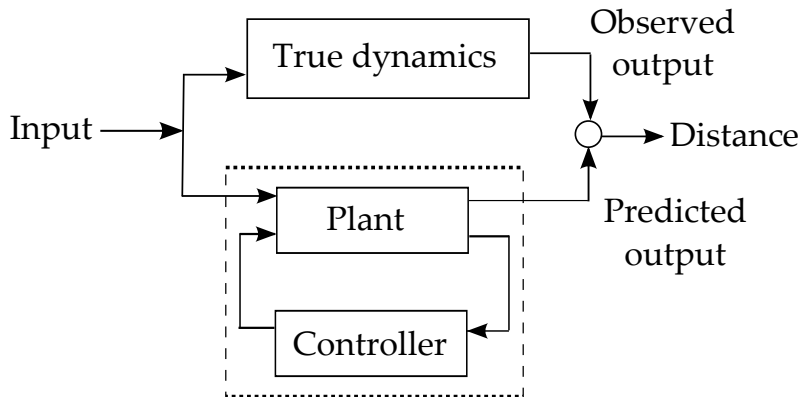 Observed
output
True dynamics
Input
Distance
Plant
Predicted
output
Controller